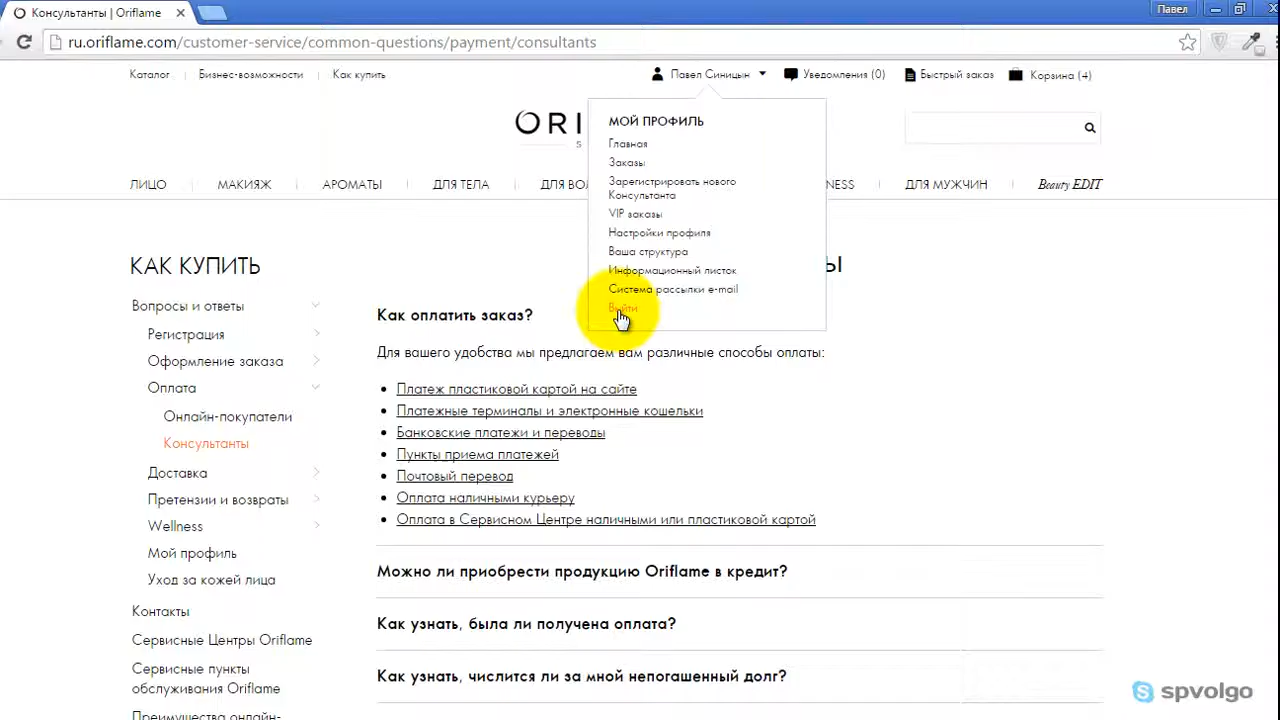 Консультанты | Oriflame
Павел
ru.oriflame.com/customer-service/common-questions/payment/consultants
Каталог
Бизнес-возможности
Как купить
Павел Синицын
Уведомления (0)
Быстрый заказ
Корзина (4)
МОЙ ПРОФИЛЬ
Главная
Заказы
Зарегистрировать нового
Консультанта
VIP заказы
Настройки профиля
Ваша структура
Информационный листок
Система рассылки e-mail
Выйти
ORI
S
ЛИЦО
МАКИЯЖ
АРОМАТЫ
ДЛЯ ТЕЛА
ДЛЯ ВО
NESS
ДЛЯ МУЖЧИН
Beauty EDIT
КАК КУПИТЬ
Вопросы и ответы
Регистрация
Оформление заказа
Оплата
Онлайн-покупатели
Консультанты
Доставка
Претензии и возвраты
Wellness
Мой профиль
Уход за кожей лица
Контакты
Сервисные Центры Oriflame
Сервисные пункты
обслуживания Oriflame
Преимущества онлайн-
Ы
Как оплатить заказ?
Для вашего удобства мы предлагаем вам различные способы оплаты:
Платеж пластиковой картой на сайте
Платежные терминалы и электронные кошельки
Банковские платежи и переводы
Пункты приема платежей
Почтовый перевод
Оплата наличными курьеру
Оплата в Сервисном Центре наличными или пластиковой картой
Можно ли приобрести продукцию Oriflame в кредит?
Как узнать, была ли получена оплата?
Как узнать, числится ли за мной непогашенный долг?
spvolgo